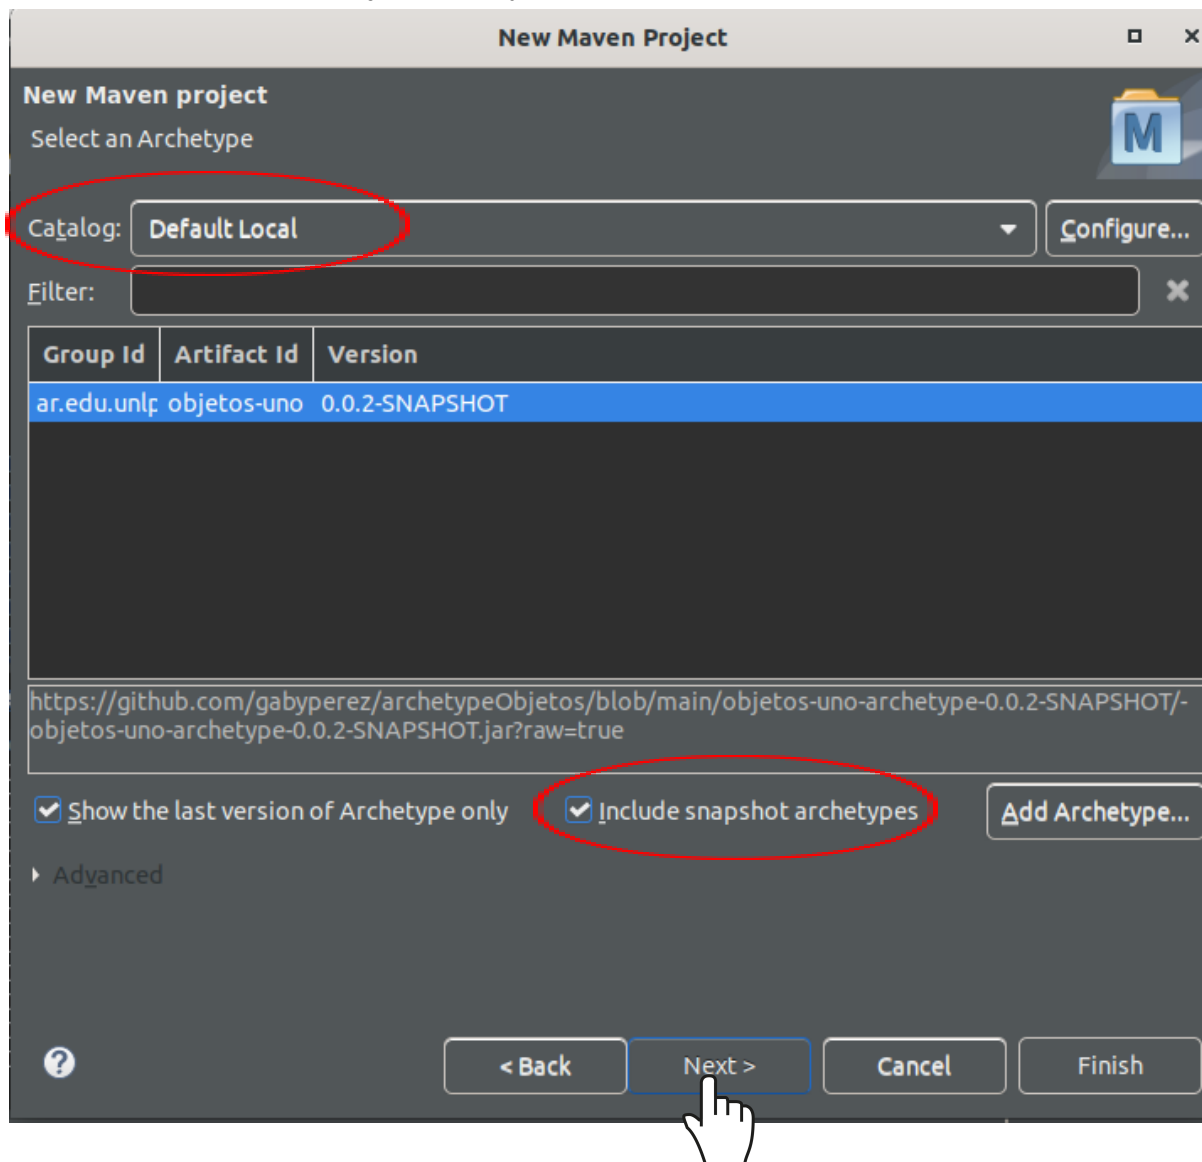 New Maven Project
New Maven project
Select an Archetype
Catalog: Default Local Configure...
Filter:
Group Id Artifact Id Version
ar.edu.unlp objetos-uno 0.0.2-SNAPSHOT
https://github.com/gabyperez/archetypeObjetos/blob/main/objetos-uno-archetype-0.0.2-SNAPSHOT/-
objetos-uno-archetype-0.0.2-SNAPSHOT.jar?raw=true
Show the last version of Archetype only Include snapshot archetypes Add Archetype...
Advanced
< Back Next > Cancel Finish